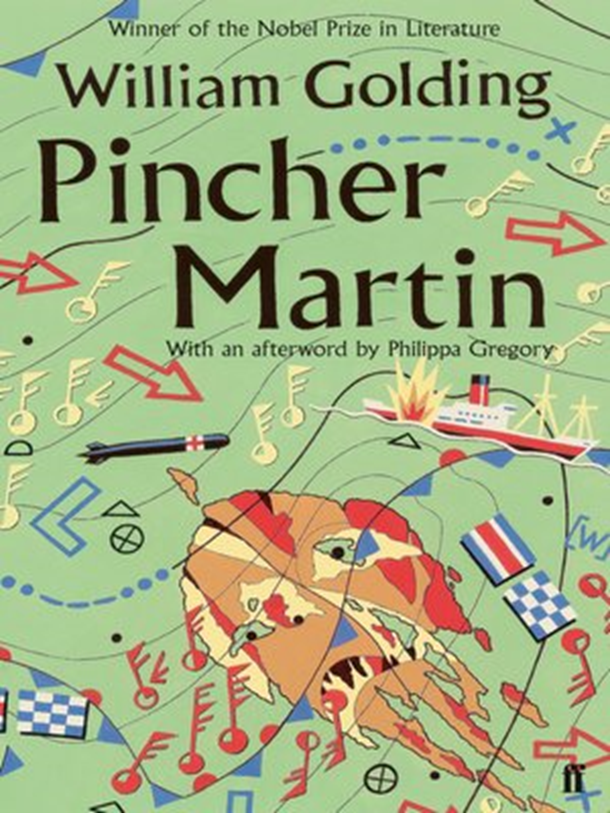 Winner of the Nobel Prize in Literature
William Golding
Pincher
Martin
With an afterword by Philippa Gregory
[W]
ff